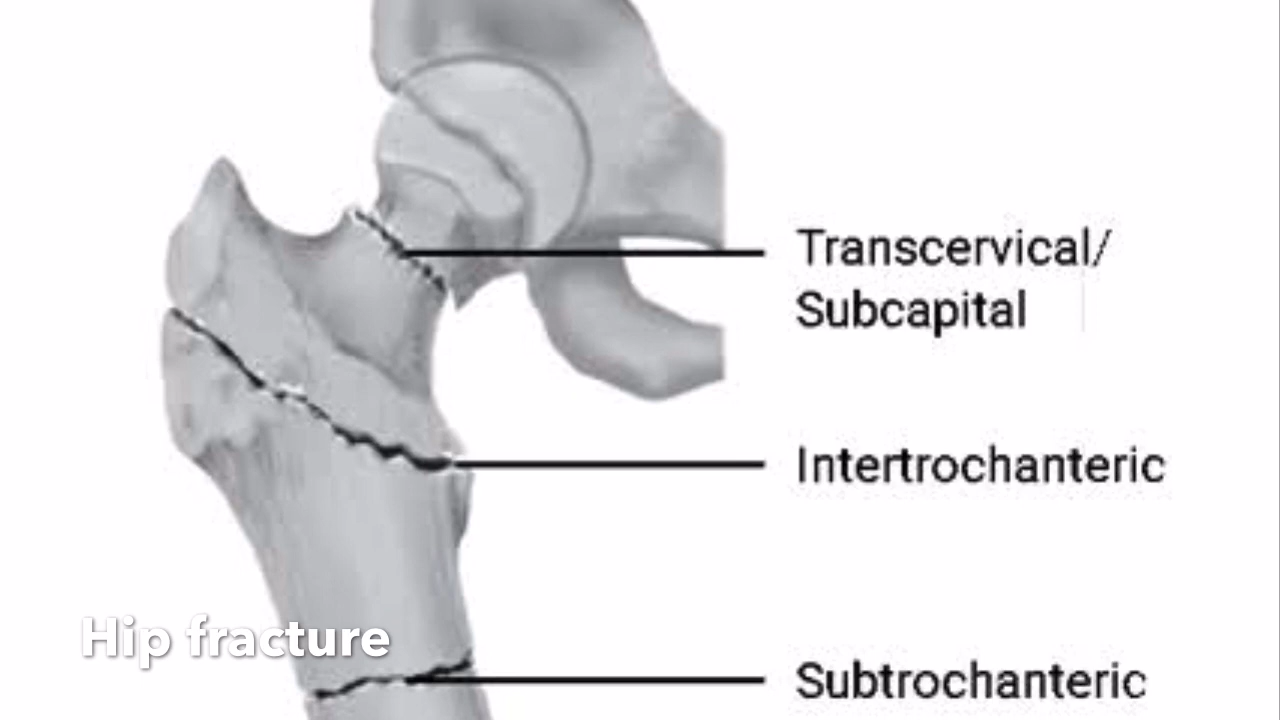 Transcervical/
Subcapital
Intertrochanteric
Hip fracture
Subtrochanteric